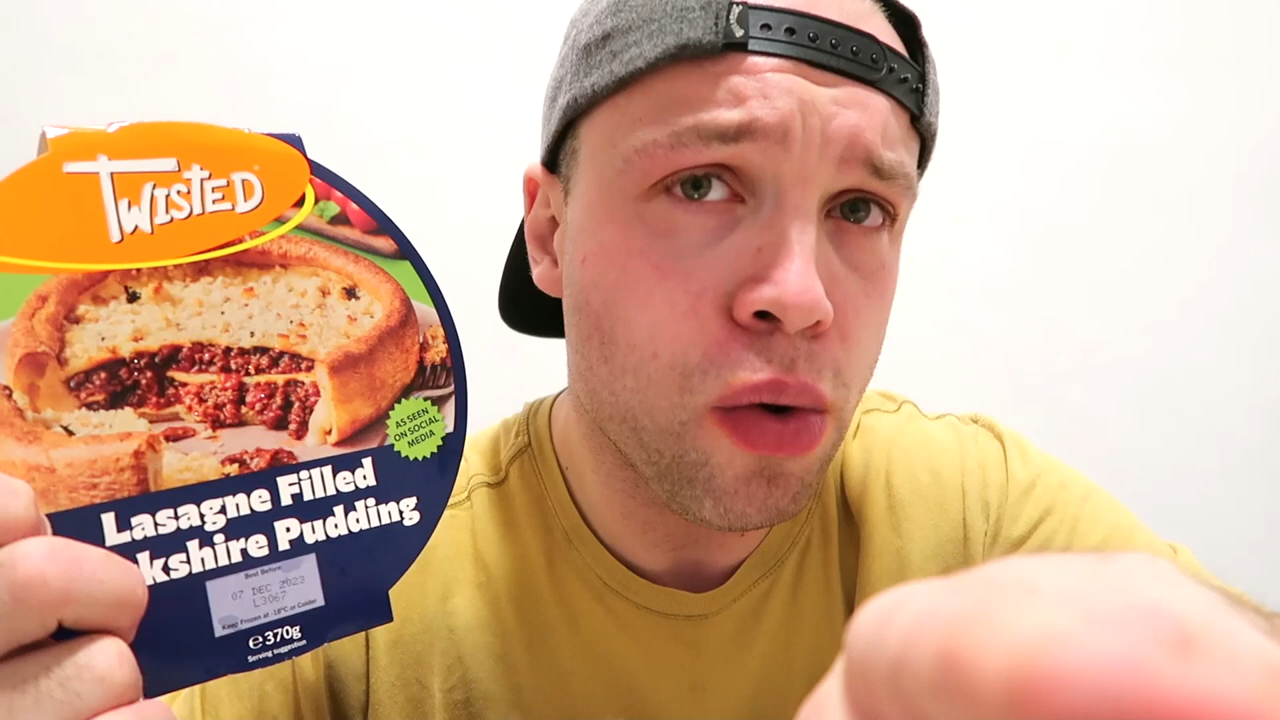 TWISTED
AS SEEN
ON SOCIAL
MEDIA
Lasagne Filled
kshire Pudding
Best Before:
07 DEC 2023
L3067
Keep Frozen at -18°C or Colder
e 370g
Serving suggestion